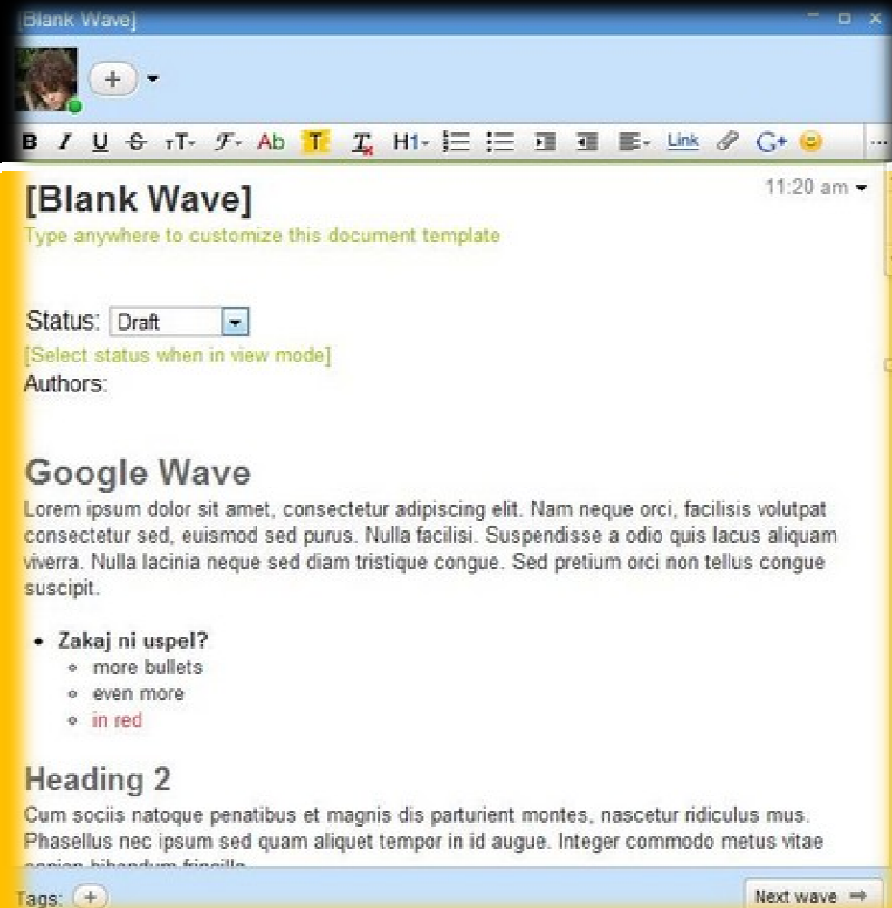 [Blank Wave]
B I U S TT F Ab T T H1 Link G+ ...
[Blank Wave]
11:20 am
Type anywhere to customize this document template
Status: Draft
[Select status when in view mode]
Authors:
Google Wave
Lorem ipsum dolor sit amet, consectetur adipiscing elit. Nam neque orci, facilisis volutpat
consectetur sed, euismod sed purus. Nulla facilisi. Suspendisse a odio quis lacus aliquam
viverra. Nulla lacinia neque sed diam tristique congue. Sed pretium orci non tellus congue
suscipit.
• Zakaj ni uspel?
◦ more bullets
◦ even more
◦ in red
Heading 2
Cum sociis natoque penatibus et magnis dis parturient montes, nascetur ridiculus mus.
Phasellus nec ipsum sed quam aliquet tempor in id augue. Integer commodo metus vitae
Tags: +
Next wave ⇒